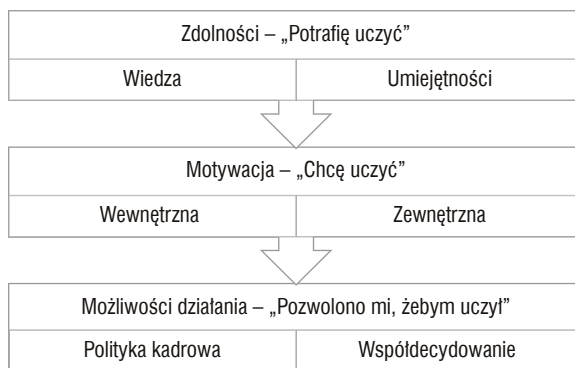 Zdolności – „Potrafię uczyć”
Wiedza
Umiejętności
Motywacja – „Chcę uczyć”
Wewnętrzna
Zewnętrzna
Możliwości działania – „Pozwolono mi, żebym uczył”
Polityka kadrowa
Współdecydowanie